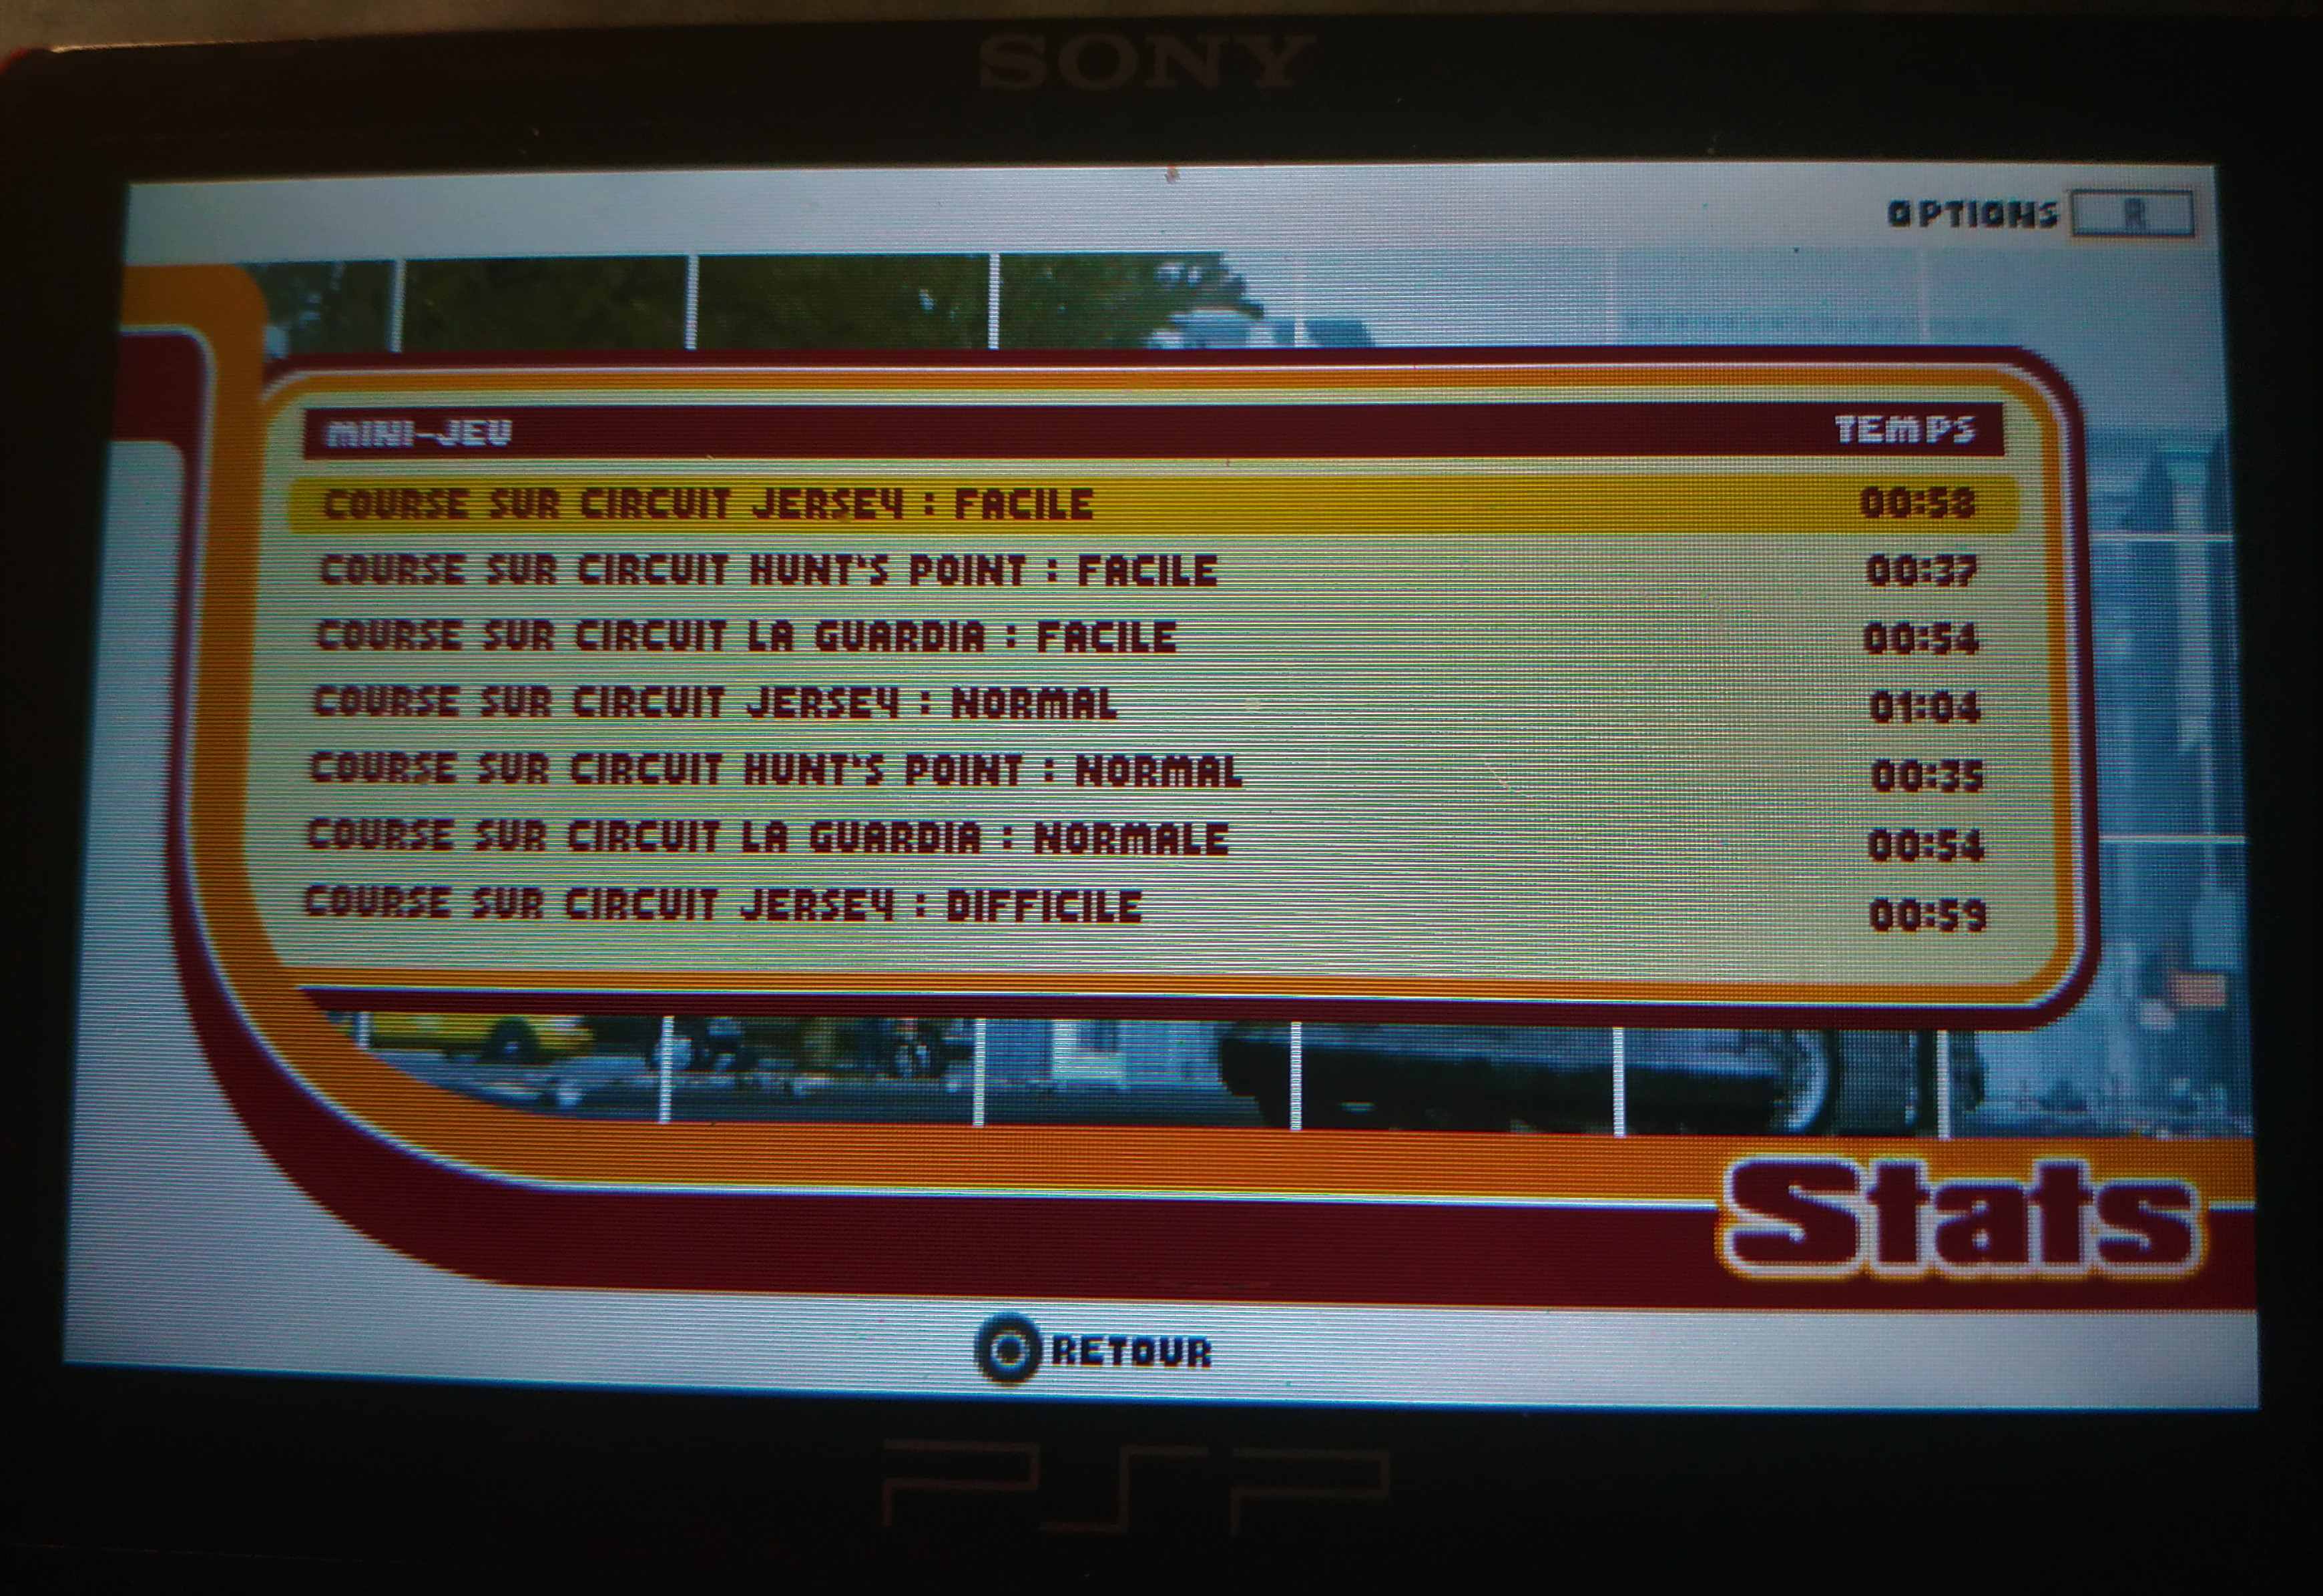 SONY
OPTIONS R
MINI-JEU TEMPS
COURSE SUR CIRCUIT JERSEY : FACILE 00:58
COURSE SUR CIRCUIT HUNT'S POINT : FACILE 00:37
COURSE SUR CIRCUIT LA GUARDIA : FACILE 00:54
COURSE SUR CIRCUIT JERSEY : NORMAL 01:04
COURSE SUR CIRCUIT HUNT'S POINT : NORMAL 00:35
COURSE SUR CIRCUIT LA GUARDIA : NORMALE 00:54
COURSE SUR CIRCUIT JERSEY : DIFFICILE 00:59
Stats
RETOUR
PSP